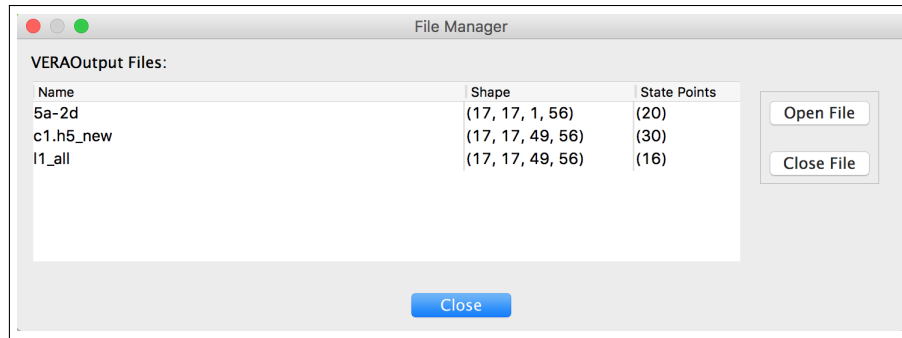 File Manager
VERAOutput Files:
Name Shape State Points
5a-2d (17, 17, 1, 56) (20)
c1.h5_new (17, 17, 49, 56) (30)
l1_all (17, 17, 49, 56) (16)
Open File
Close File
Close